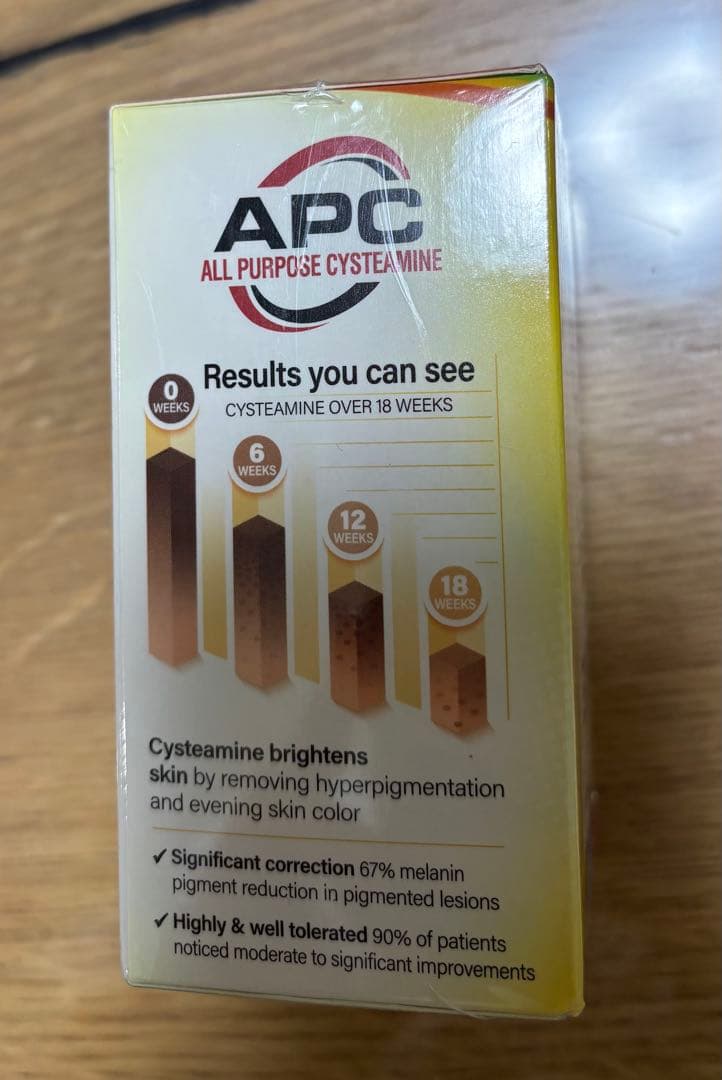 APC
ALL PURPOSE CYSTEAMINE
Results you can see
CYSTEAMINE OVER 18 WEEKS
0
WEEKS
6
WEEKS
12
WEEKS
18
WEEKS
Cysteamine brightens
skin by removing hyperpigmentation
and evening skin color
✓ Significant correction 67% melanin
pigment reduction in pigmented lesions
✓ Highly & well tolerated 90% of patients
noticed moderate to significant improvements